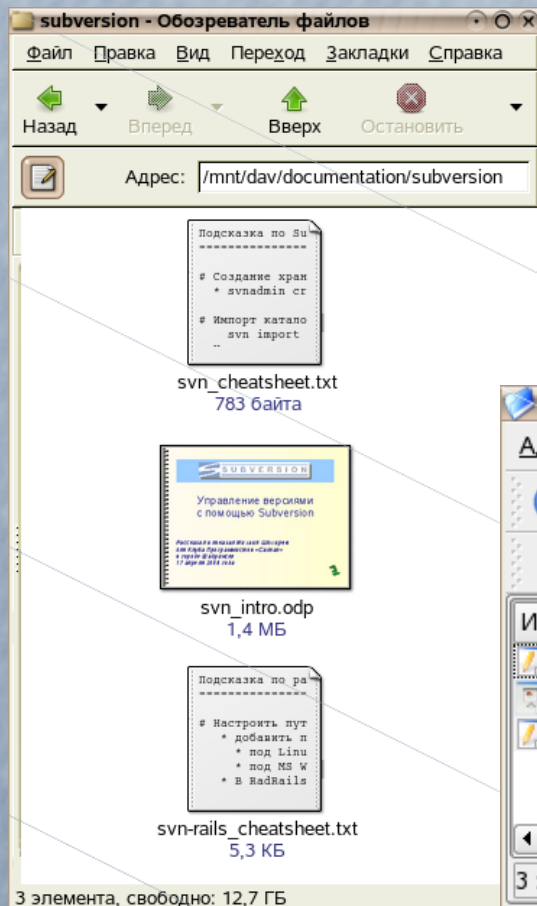 subversion - Обозреватель файлов
Файл Правка Вид Переход Закладки Справка
Назад Вперед Вверх Остановить
Адрес: /mnt/dav/documentation/subversion
Подсказка по Su
===============
# Создание хран
* svnadmin cr
# Импорт катало
svn import
svn_cheatsheet.txt
783 байта
SUBVERSION
Управление версиями
с помощью Subversion
17 апреля
svn_intro.odp
1,4 МБ
Подсказка по ра
===============
# Настроить пут
* добавить п
* под Linu
* под MS W
* В RadRails
svn-rails_cheatsheet.txt
5,3 КБ
3 элемента, свободно: 12,7 ГБ
А
И
3